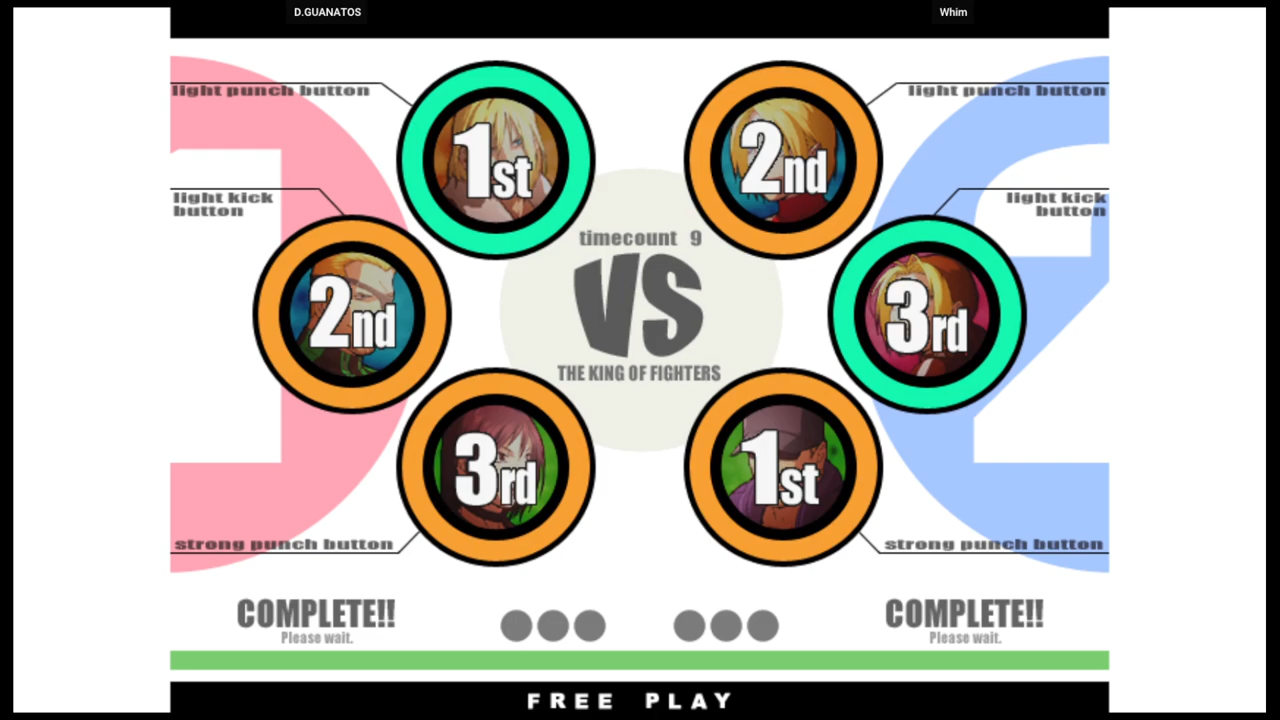 D.GUANATOS
Whim
light punch button
light punch button
1st
2nd
light kick
button
light kick
button
timecount 9
VS
THE KING OF FIGHTERS
2nd
3rd
3rd
1st
strong punch button
strong punch button
COMPLETE!!
Please wait.
COMPLETE!!
Please wait.
FREE PLAY